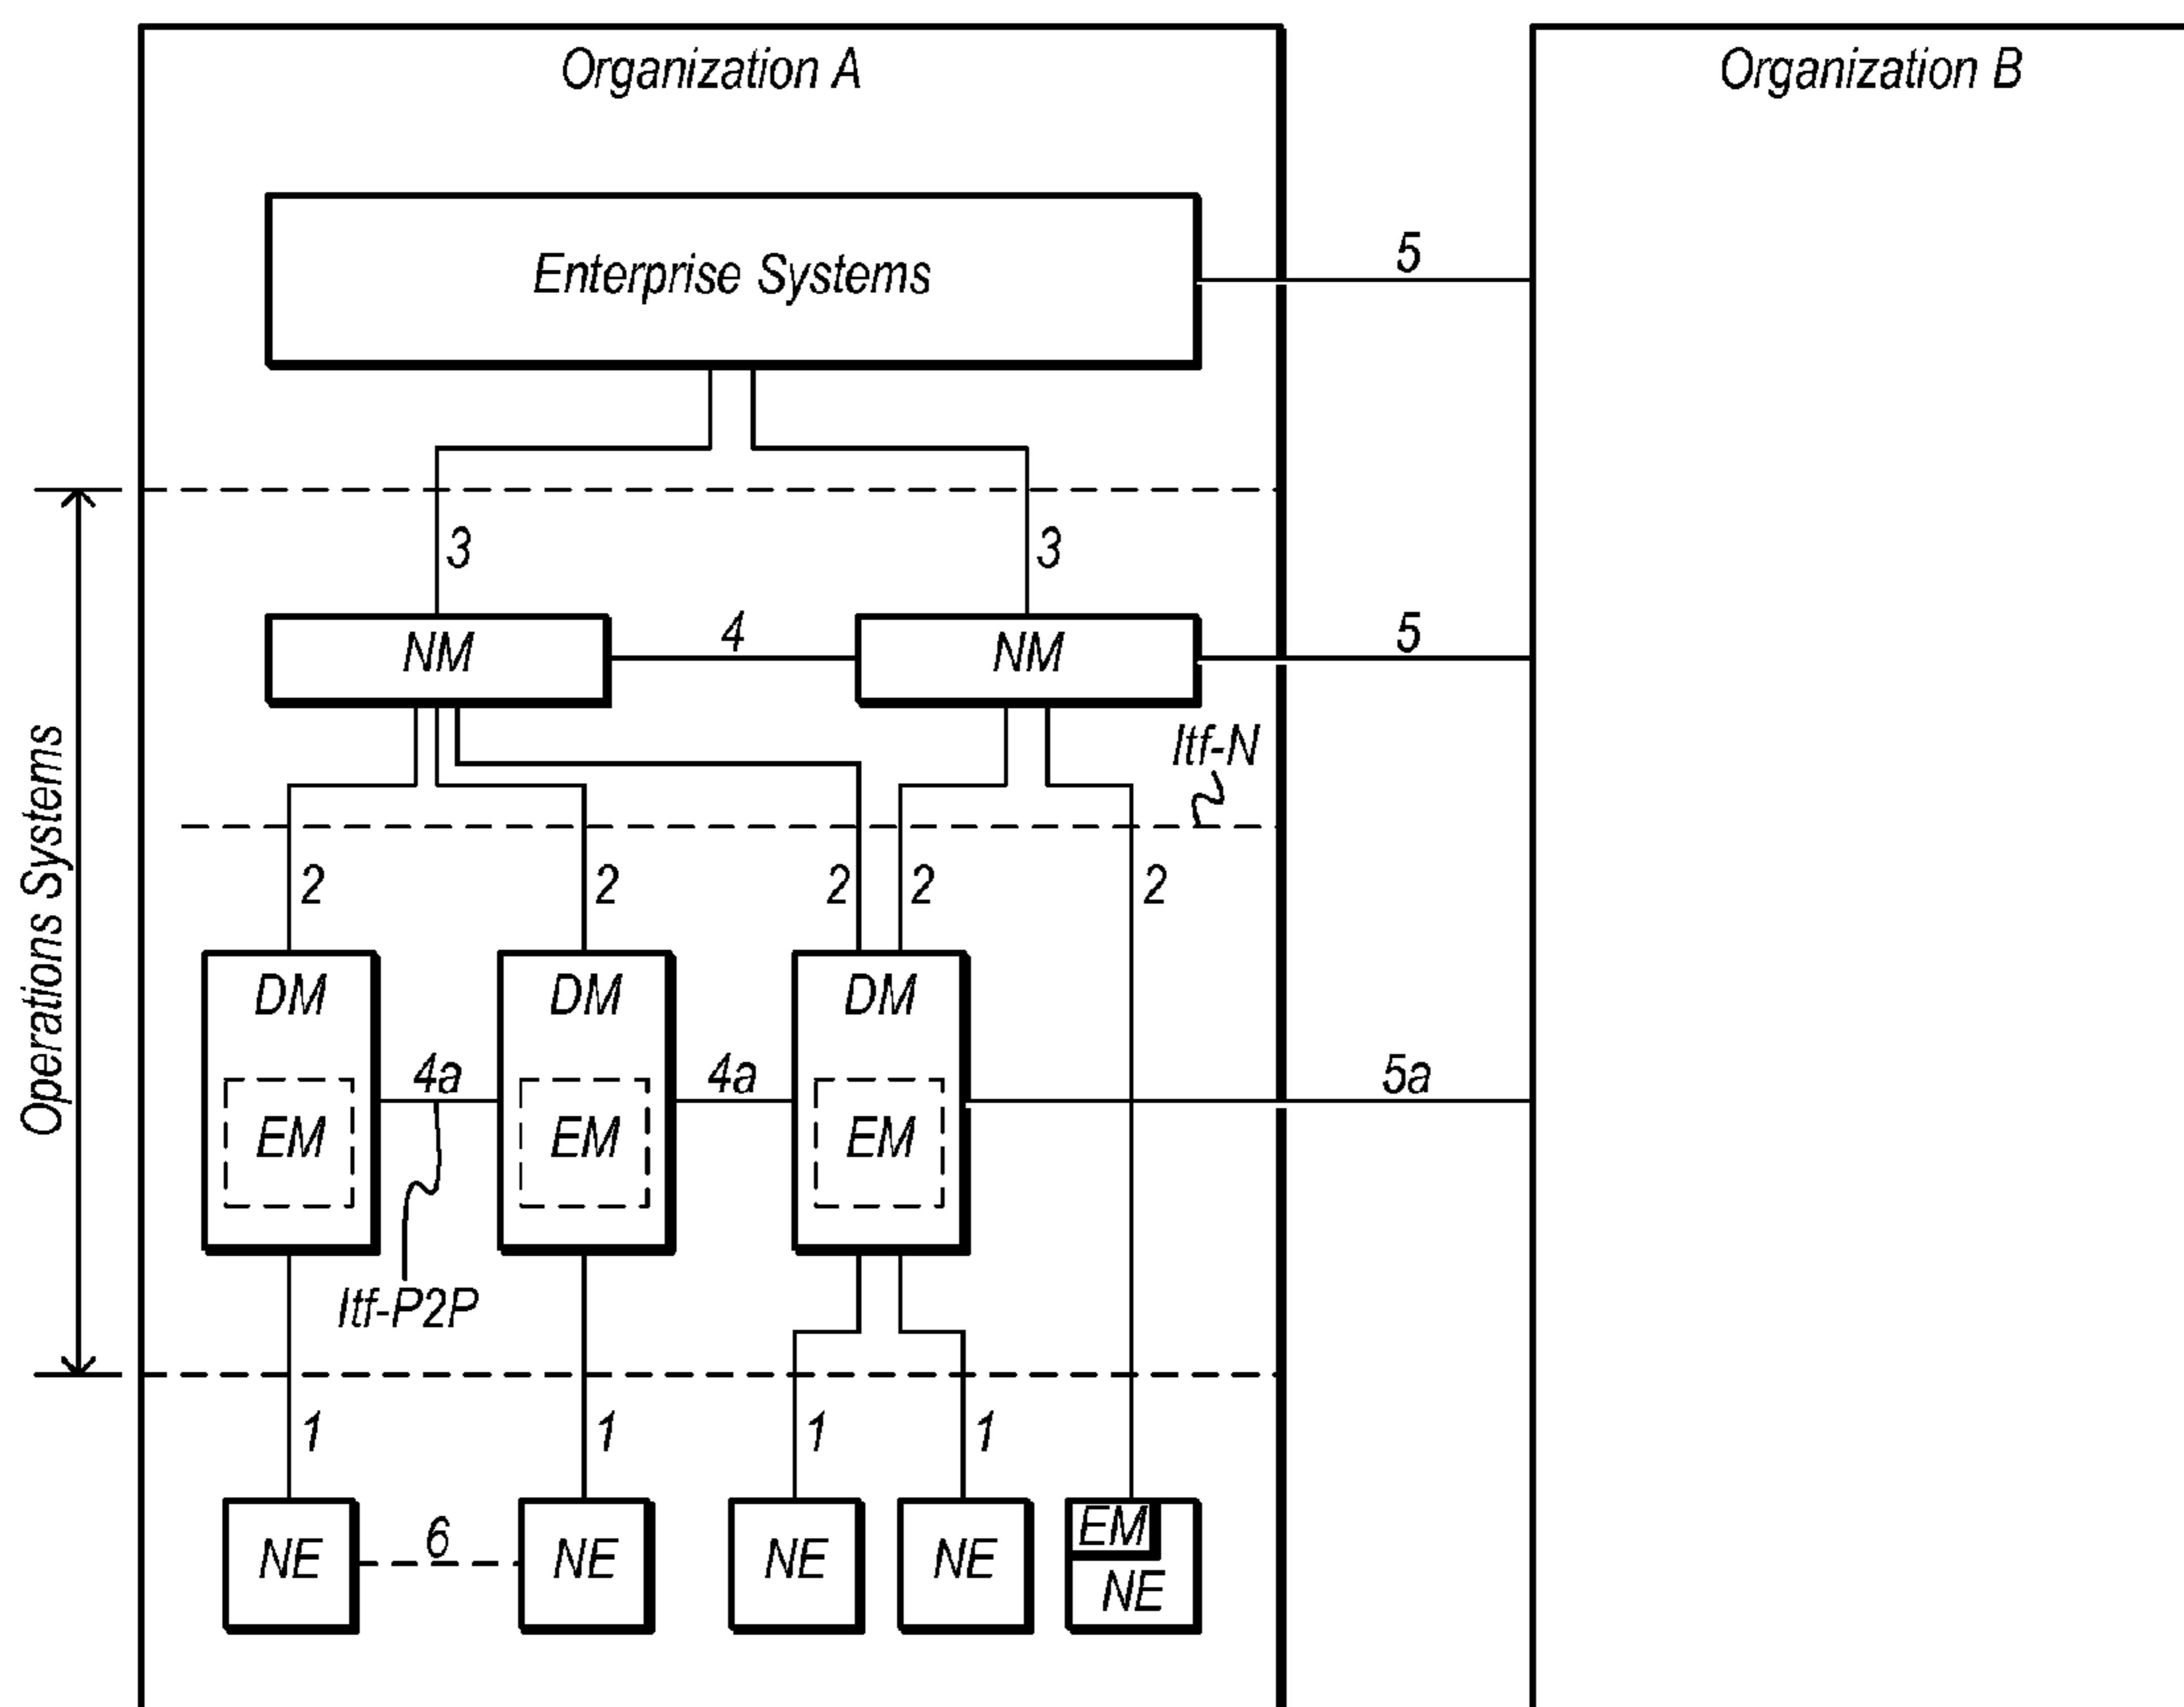 Organization A
Organization B
Enterprise Systems
5
3
3
NM
4
NM
5
Itf-N
Operations Systems
2
2
2
2
2
DM
DM
DM
4a
4a
5a
EM
EM
EM
Itf-P2P
1
1
1
1
NE
6
NE
NE
NE
EM
NE